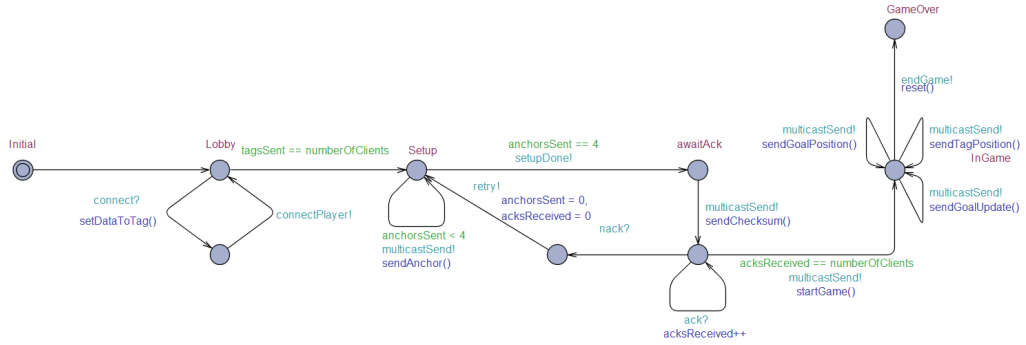 GameOver
endGame!
reset()
multicastSend!
sendGoalPosition()
multicastSend!
sendTagPosition()
InGame
multicastSend!
sendGoalUpdate()
Initial
Lobby
tagsSent == numberOfClients
Setup
anchorsSent == 4
setupDone!
awaitAck
connect?
setDataToTag()
connectPlayer!
anchorsSent < 4
multicastSend!
sendAnchor()
retry!
anchorsSent = 0,
acksReceived = 0
nack?
multicastSend!
sendChecksum()
acksReceived == numberOfClients
multicastSend!
startGame()
ack?
acksReceived++